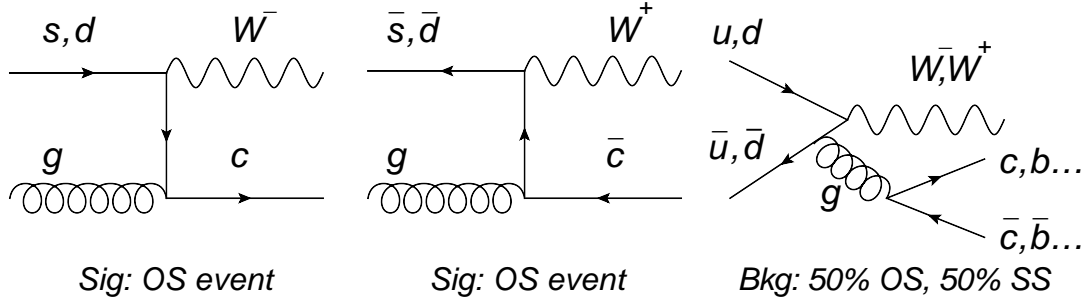 s,d
W⁻
g
c
Sig: OS event
s̄,d̄
W⁺
g
c̄
Sig: OS event
u,d
W⁻,W⁺
ū,d̄
g
c,b...
c̄,b̄...
Bkg: 50% OS, 50% SS